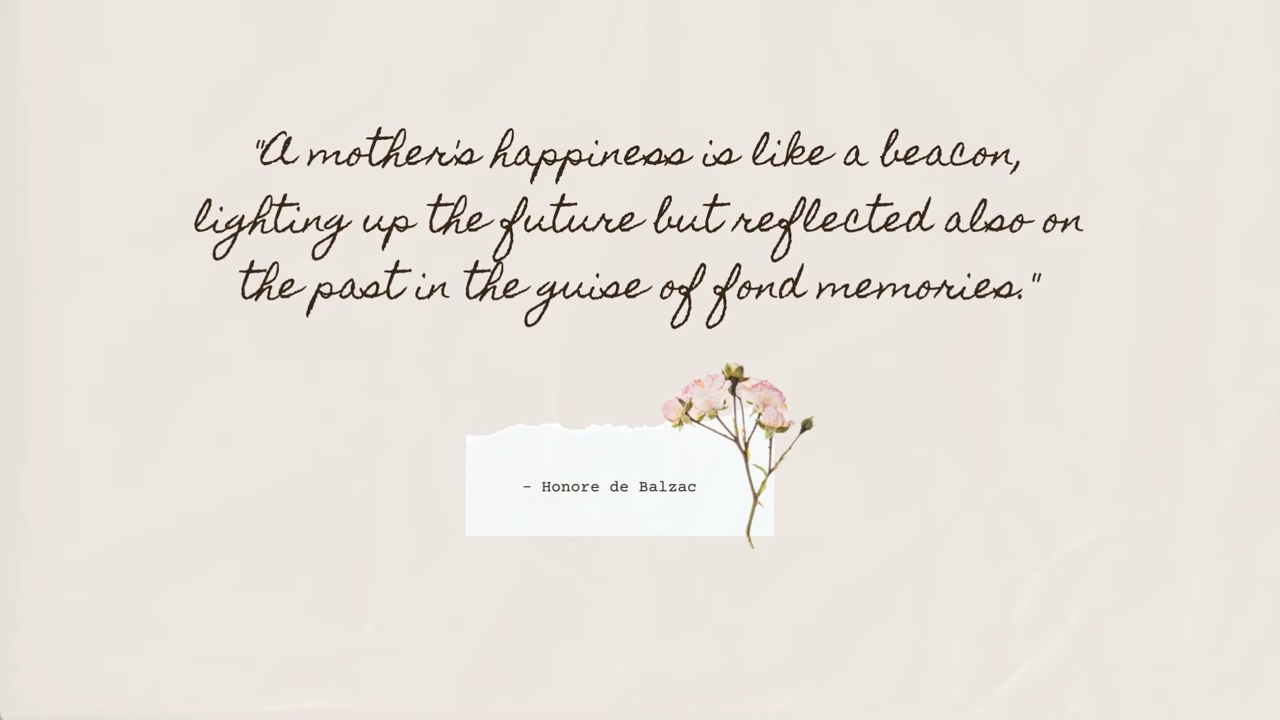 "A mother's happiness is like a beacon,
lighting up the future but reflected also on
the past in the guise of fond memories."
- Honore de Balzac